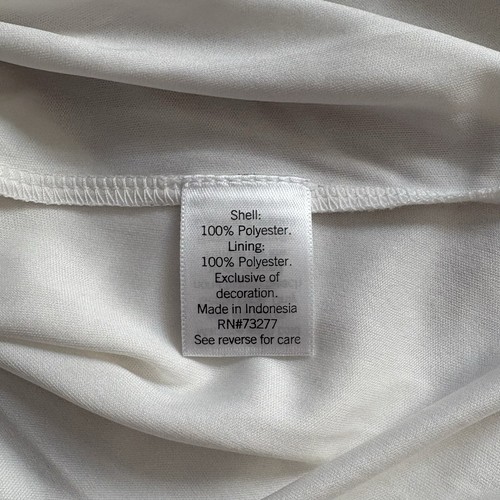 Shell:
100% Polyester.
Lining:
100% Polyester.
Exclusive of
decoration.
Made in Indonesia
RN#73277
See reverse for care